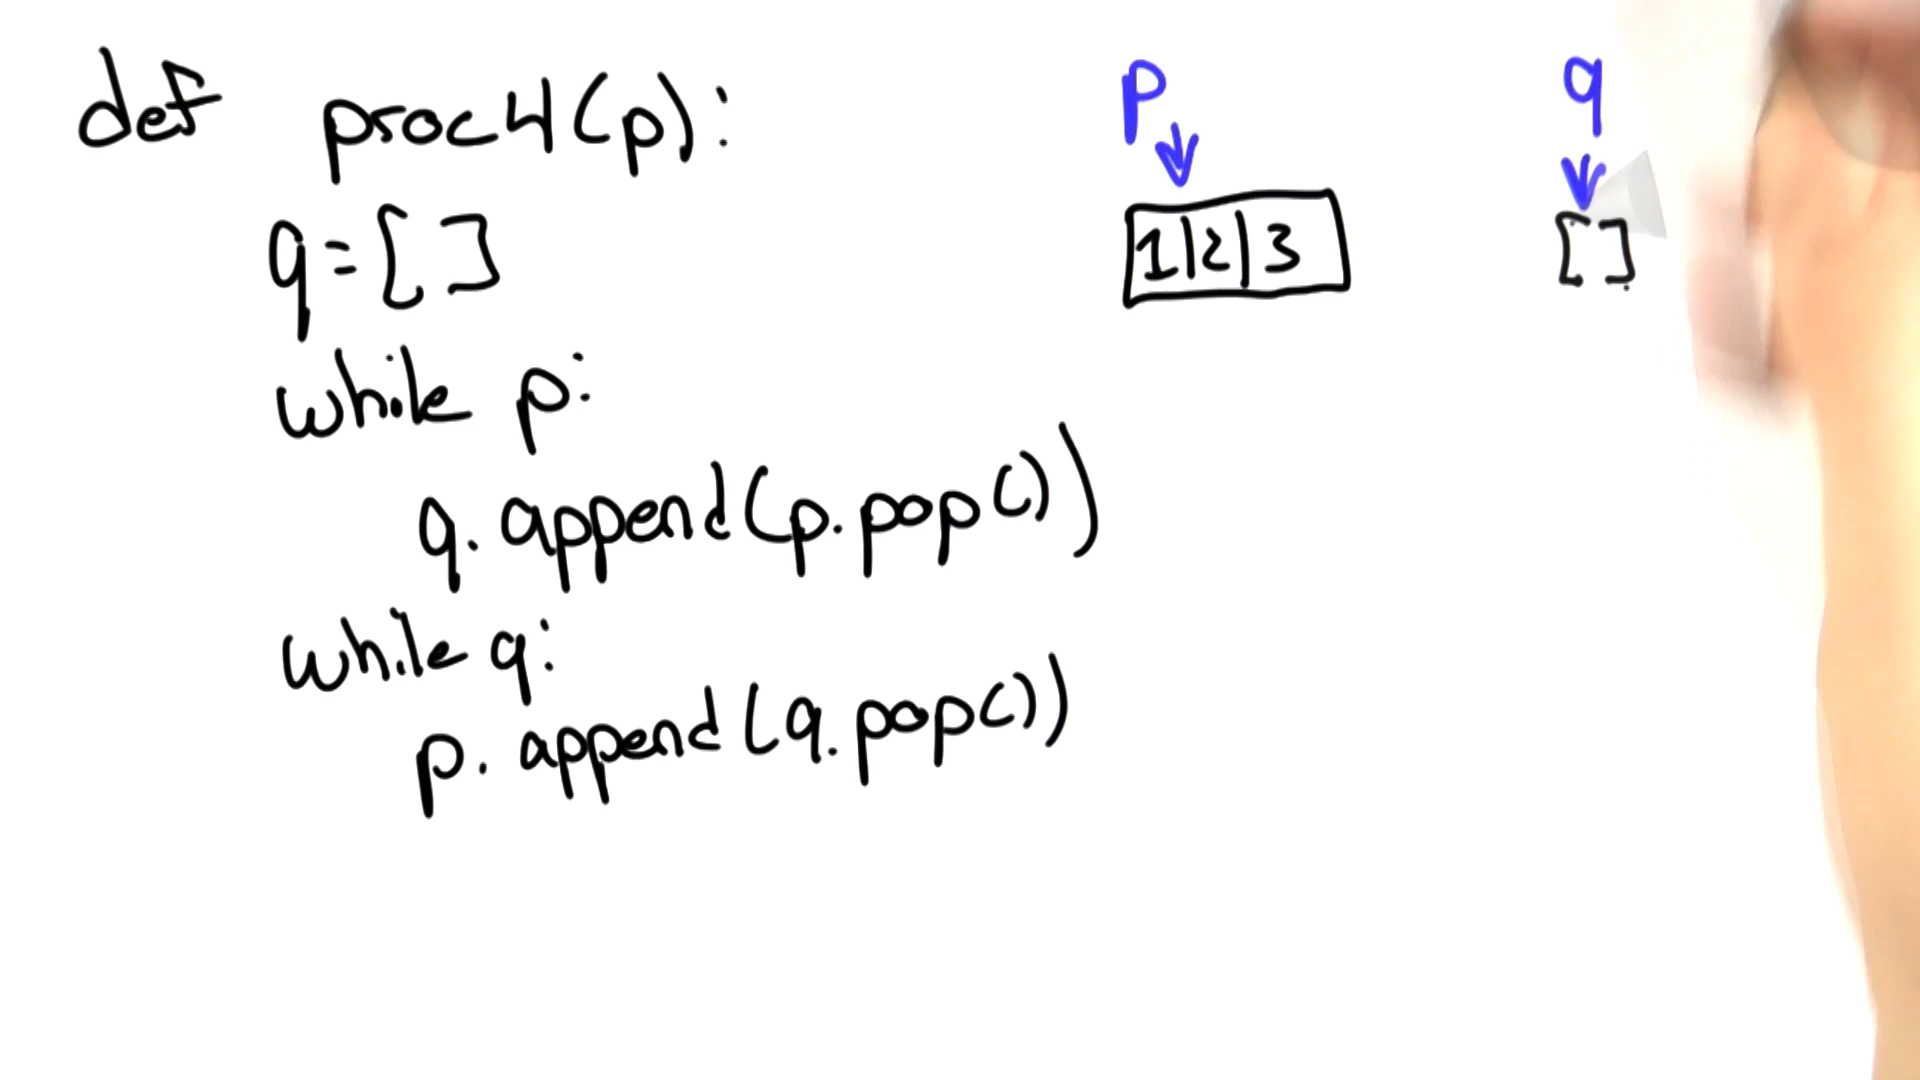 def proc4(p):
q=[]
while p:
q.append(p.pop())
while q:
p.append(q.pop())
p
1|2|3
q
[]